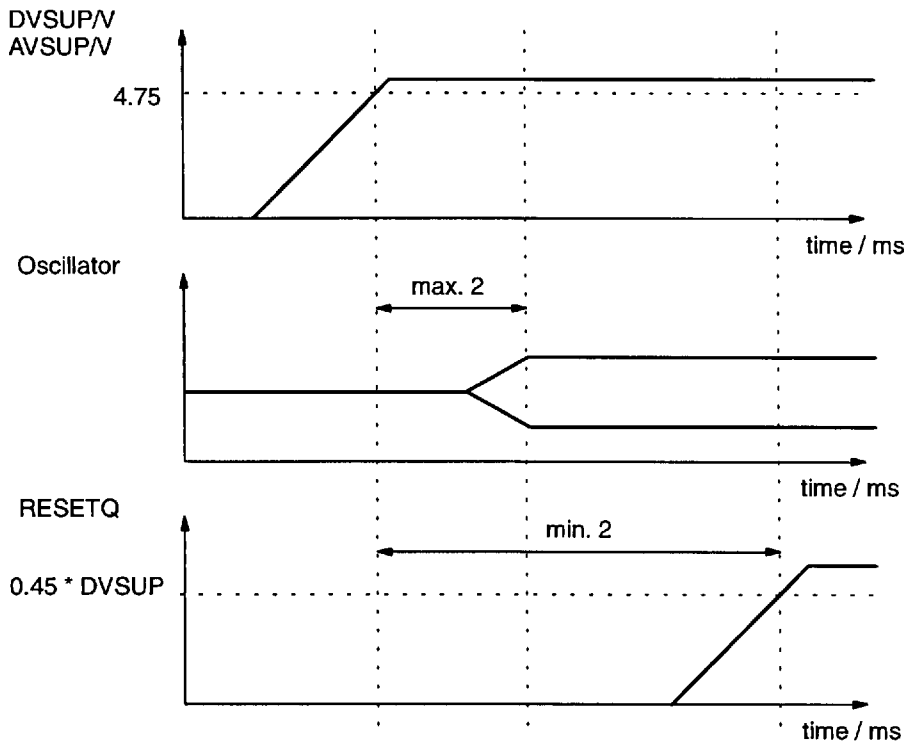 DVSUP/V
AVSUP/V
4.75
time / ms
Oscillator
max. 2
time / ms
RESETQ
min. 2
0.45 * DVSUP
time / ms